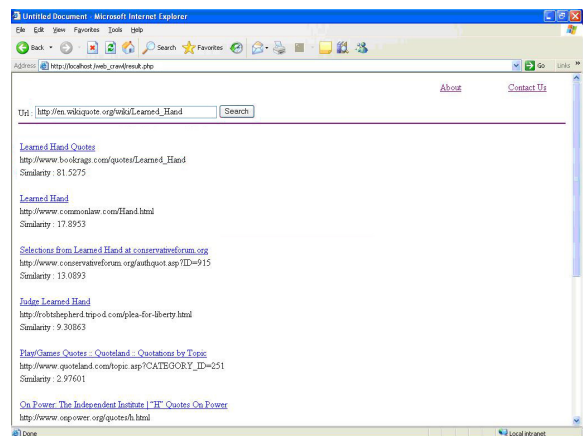 Untitled Document - Microsoft Internet Explorer
File Edit View Favorites Tools Help
Back Search Favorites
Address http://localhost/web_crawl/result.php Go Links »
About Contact Us
Url : http://en.wikiquote.org/wiki/Learned_Hand Search
Learned Hand Quotes
http://www.bookrags.com/quotes/Learned_Hand
Similarity : 81.5275
Learned Hand
http://www.commonlaw.com/Hand.html
Similarity : 17.8953
Selections from Learned Hand at conservativeforum.org
http://www.conservativeforum.org/authquot.asp?ID=915
Similarity : 13.0893
Judge Learned Hand
http://robtshepherd.tripod.com/plea-for-liberty.html
Similarity : 9.30863
Play/Games Quotes :: Quoteland :: Quotations by Topic
http://www.quoteland.com/topic.asp?CATEGORY_ID=251
Similarity : 2.97601
On Power: The Independent Institute | "H" Quotes On Power
http://www.onpower.org/quotes/h.html
Done Local intranet